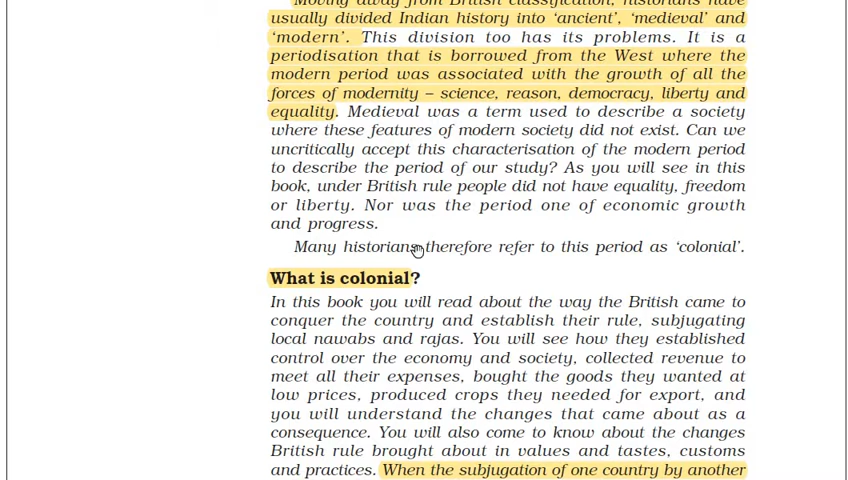 Moving away from British classification, historians have
usually divided Indian history into ‘ancient’, ‘medieval’ and
‘modern’. This division too has its problems. It is a
periodisation that is borrowed from the West where the
modern period was associated with the growth of all the
forces of modernity – science, reason, democracy, liberty and
equality. Medieval was a term used to describe a society
where these features of modern society did not exist. Can we
uncritically accept this characterisation of the modern period
to describe the period of our study? As you will see in this
book, under British rule people did not have equality, freedom
or liberty. Nor was the period one of economic growth
and progress.
Many historians therefore refer to this period as ‘colonial’.
What is colonial?
In this book you will read about the way the British came to
conquer the country and establish their rule, subjugating
local nawabs and rajas. You will see how they established
control over the economy and society, collected revenue to
meet all their expenses, bought the goods they wanted at
low prices, produced crops they needed for export, and
you will understand the changes that came about as a
consequence. You will also come to know about the changes
British rule brought about in values and tastes, customs
and practices. When the subjugation of one country by another